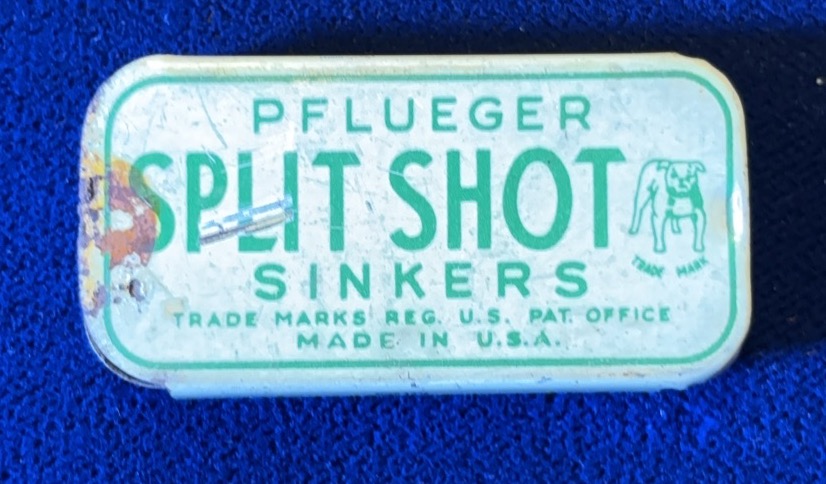 PFLUEGER
SPLIT SHOT
SINKERS
TRADE MARK
TRADE MARKS REG. U.S. PAT. OFFICE
MADE IN U.S.A.